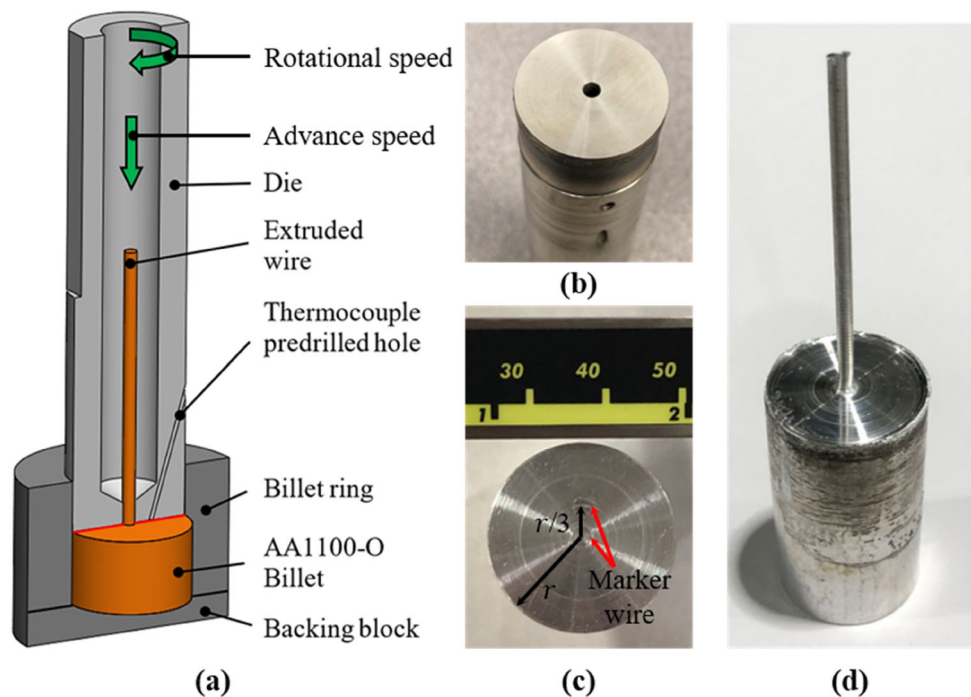 Rotational speed
Advance speed
Die
Extruded
wire
Thermocouple
predrilled hole
Billet ring
AA1100-O
Billet
Backing block
(a)
(b)
30 40 50
1 2
r/3
r
Marker
wire
(c)
(d)